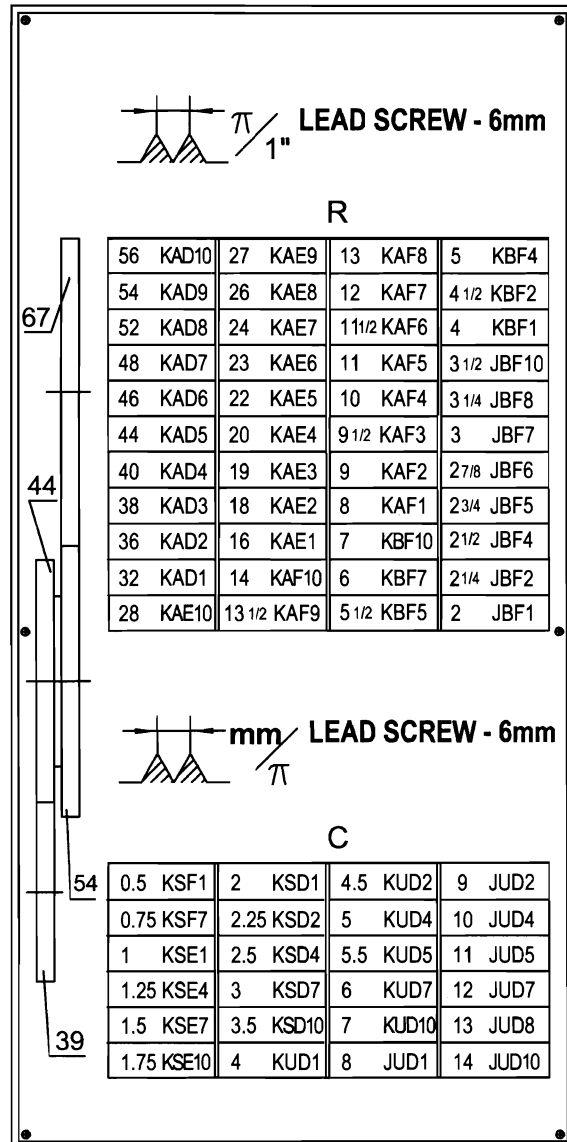 π/1" LEAD SCREW - 6mm
R
56 KAD10 27 KAE9 13 KAF8 5 KBF4
54 KAD9 26 KAE8 12 KAF7 4 1/2 KBF2
52 KAD8 24 KAE7 11 1/2 KAF6 4 KBF1
48 KAD7 23 KAE6 11 KAF5 3 1/2 JBF10
46 KAD6 22 KAE5 10 KAF4 3 1/4 JBF8
44 KAD5 20 KAE4 9 1/2 KAF3 3 JBF7
40 KAD4 19 KAE3 9 KAF2 2 7/8 JBF6
38 KAD3 18 KAE2 8 KAF1 2 3/4 JBF5
36 KAD2 16 KAE1 7 KBF10 2 1/2 JBF4
32 KAD1 14 KAF10 6 KBF7 2 1/4 JBF2
28 KAE10 13 1/2 KAF9 5 1/2 KBF5 2 JBF1
67
44
54
39
mm/π LEAD SCREW - 6mm
C
0.5 KSF1 2 KSD1 4.5 KUD2 9 JUD2
0.75 KSF7 2.25 KSD2 5 KUD4 10 JUD4
1 KSE1 2.5 KSD4 5.5 KUD5 11 JUD5
1.25 KSE4 3 KSD7 6 KUD7 12 JUD7
1.5 KSE7 3.5 KSD10 7 KUD10 13 JUD8
1.75 KSE10 4 KUD1 8 JUD1 14 JUD10